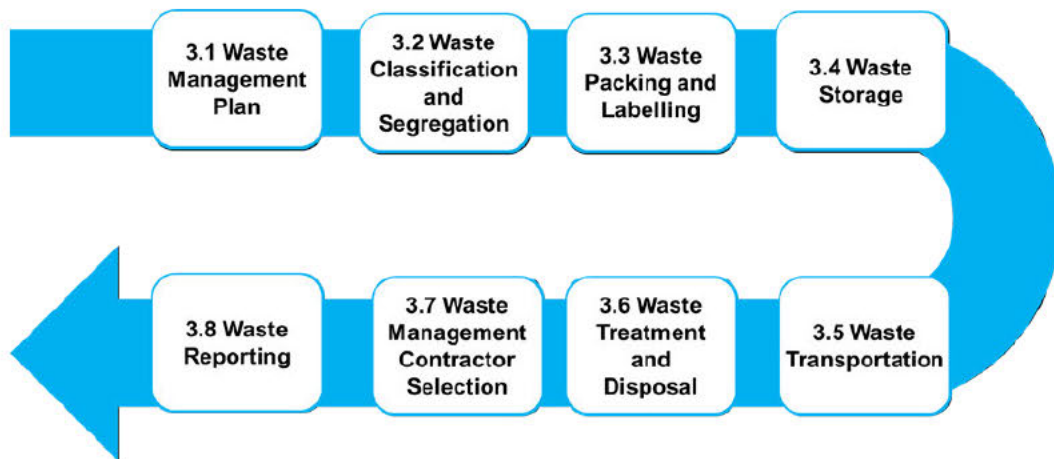 3.1 Waste
Management
Plan
3.2 Waste
Classification
and
Segregation
3.3 Waste
Packing and
Labelling
3.4 Waste
Storage
3.5 Waste
Transportation
3.6 Waste
Treatment
and
Disposal
3.7 Waste
Management
Contractor
Selection
3.8 Waste
Reporting